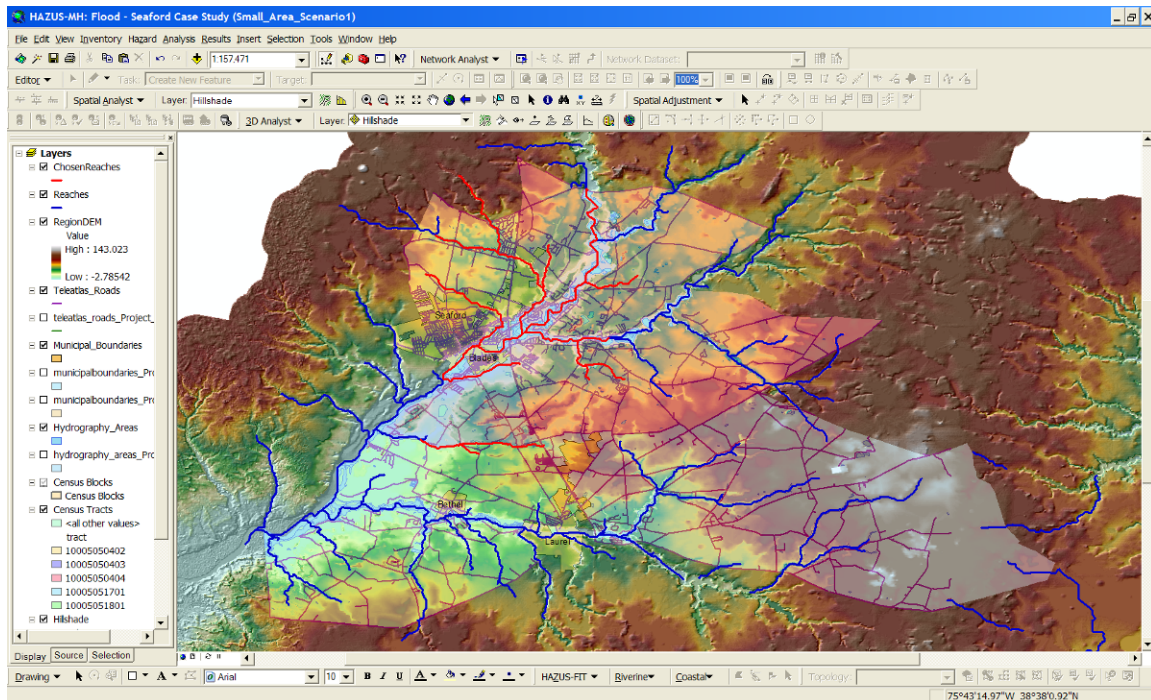 HAZUS-MH: Flood - Seaford Case Study (Small_Area_Scenario1)
File Edit View Inventory Hazard Analysis Results Insert Selection Tools Window Help
1:157,471 Network Analyst Network Dataset:
Editor Task: Create New Feature Target: 100%
Spatial Analyst Layer: Hillshade Spatial Adjustment
3D Analyst Layer: Hillshade
Layers
ChosenReaches
Reaches
RegionDEM
Value
High : 143.023
Low : -2.78542
Teleatlas_Roads
teleatlas_roads_Project_
Municipal_Boundaries
municipalboundaries_Pro
municipalboundaries_Pro
Hydrography_Areas
hydrography_areas_Pro
Census Blocks
Census Blocks
Census Tracts
<all other values>
tract
10005050402
10005050403
10005050404
10005051701
10005051801
Hillshade
Seaford
Blades
Bethel
Laurel
Display Source Selection
Drawing A Arial 10 B I U A HAZUS-FIT Riverine Coastal Topology:
75°43'14.97"W 38°38'0.92"N